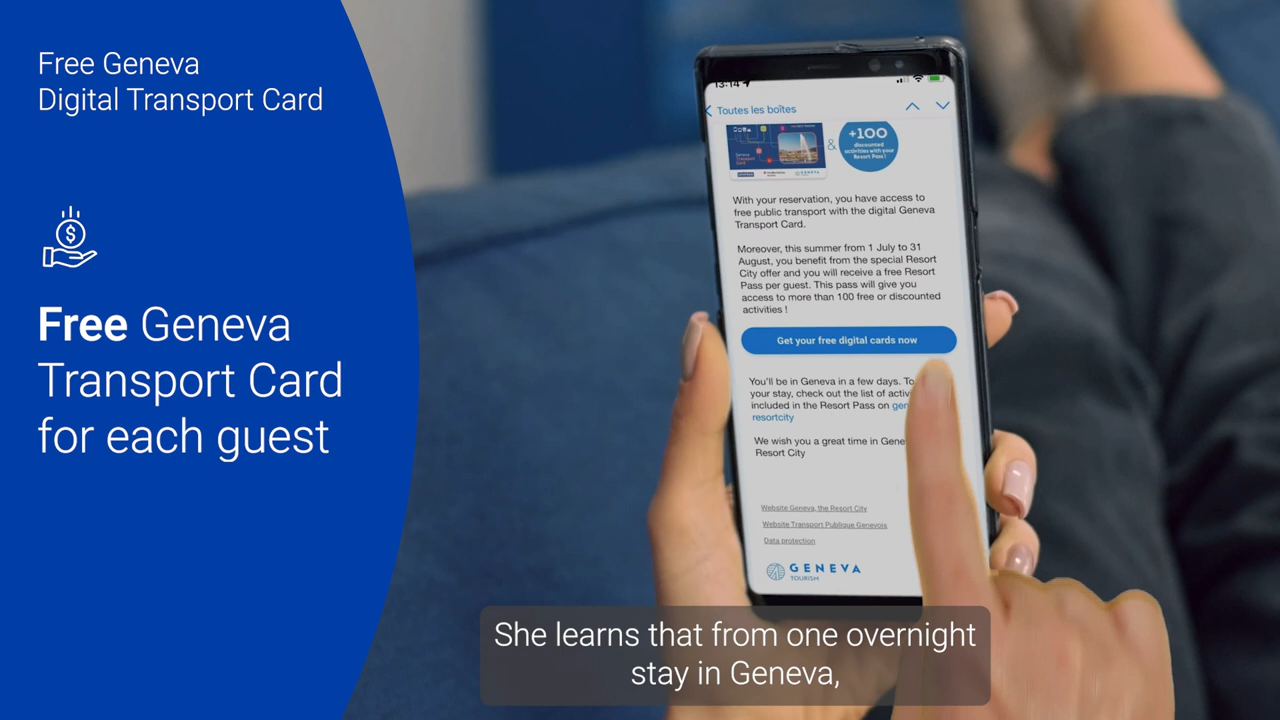 Free Geneva
Digital Transport Card
$
Free Geneva
Transport Card
for each guest
13:14
Toutes les boîtes
Geneva
Transport
Card
GENEVA
&
+100
discounted
activities with your
Resort Pass!
With your reservation, you have access to
free public transport with the digital Geneva
Transport Card.
Moreover, this summer from 1 July to 31
August, you benefit from the special Resort
City offer and you will receive a free Resort
Pass per guest. This pass will give you
access to more than 100 free or discounted
activities !
Get your free digital cards now
You'll be in Geneva in a few days. To
your stay, check out the list of activ
included in the Resort Pass on gen
resortcity
We wish you a great time in Gene
Resort City
Website Geneva, the Resort City
Website Transport Publique Genevois
Data protection
GENEVA
TOURISM
She learns that from one overnight
stay in Geneva,